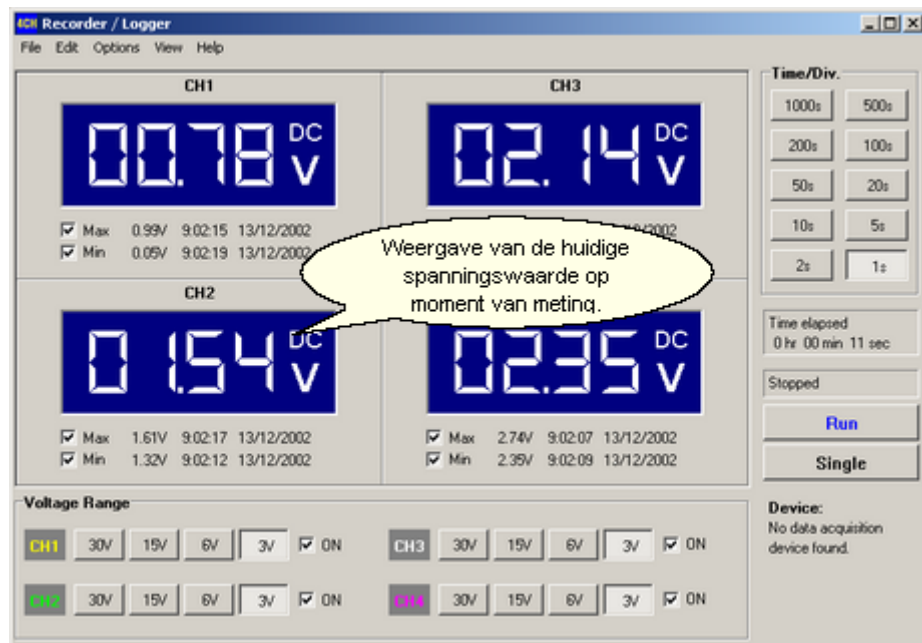 4CH Recorder / Logger
File Edit Options View Help
CH1
00.78 DC V
Max 0.99V 9:02:15 13/12/2002
Min 0.05V 9:02:19 13/12/2002
CH3
02.14 DC V
CH2
01.54 DC V
Max 1.61V 9:02:17 13/12/2002
Min 1.32V 9:02:12 13/12/2002
02.35 DC V
Max 2.74V 9:02:07 13/12/2002
Min 2.35V 9:02:09 13/12/2002
Weergave van de huidige
spanningswaarde op
moment van meting.
Time/Div.
1000s 500s
200s 100s
50s 20s
10s 5s
2s 1s
Time elapsed
0 hr 00 min 11 sec
Stopped
Run
Single
Voltage Range
CH1 30V 15V 6V 3V ON
CH3 30V 15V 6V 3V ON
CH2 30V 15V 6V 3V ON
CH4 30V 15V 6V 3V ON
Device:
No data acquisition
device found.